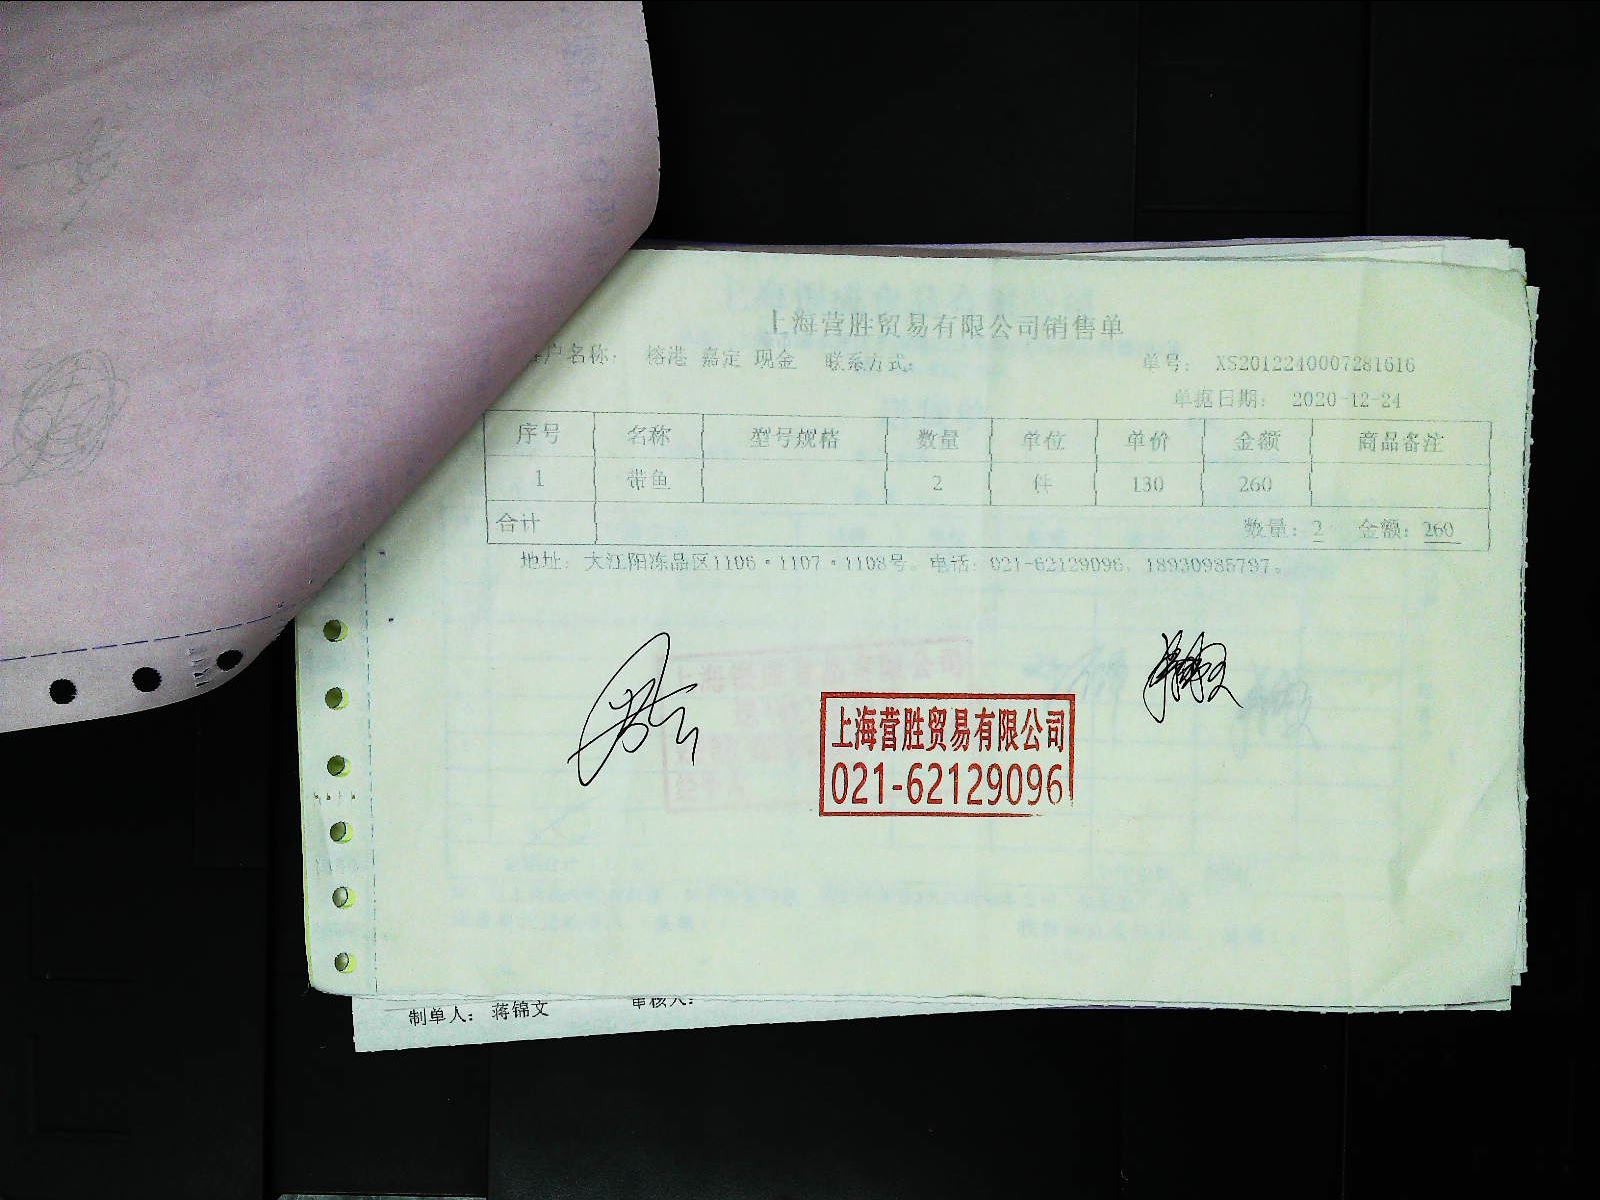 上海营胜贸易有限公司销售单
客户名称： 榕港 嘉定 现金 联系方式： 单号： XS2012240007281616
单据日期： 2020-12-24
序号 名称 型号规格 数量 单位 单价 金额 商品备注
1 带鱼 2 件 130 260
合计 数量：2 金额：260
地址：大江阳冻品区1106·1107·1108号。电话：021-62129096，18930985797。
上海营胜贸易有限公司
021-62129096
制单人： 蒋锦文 审核人：